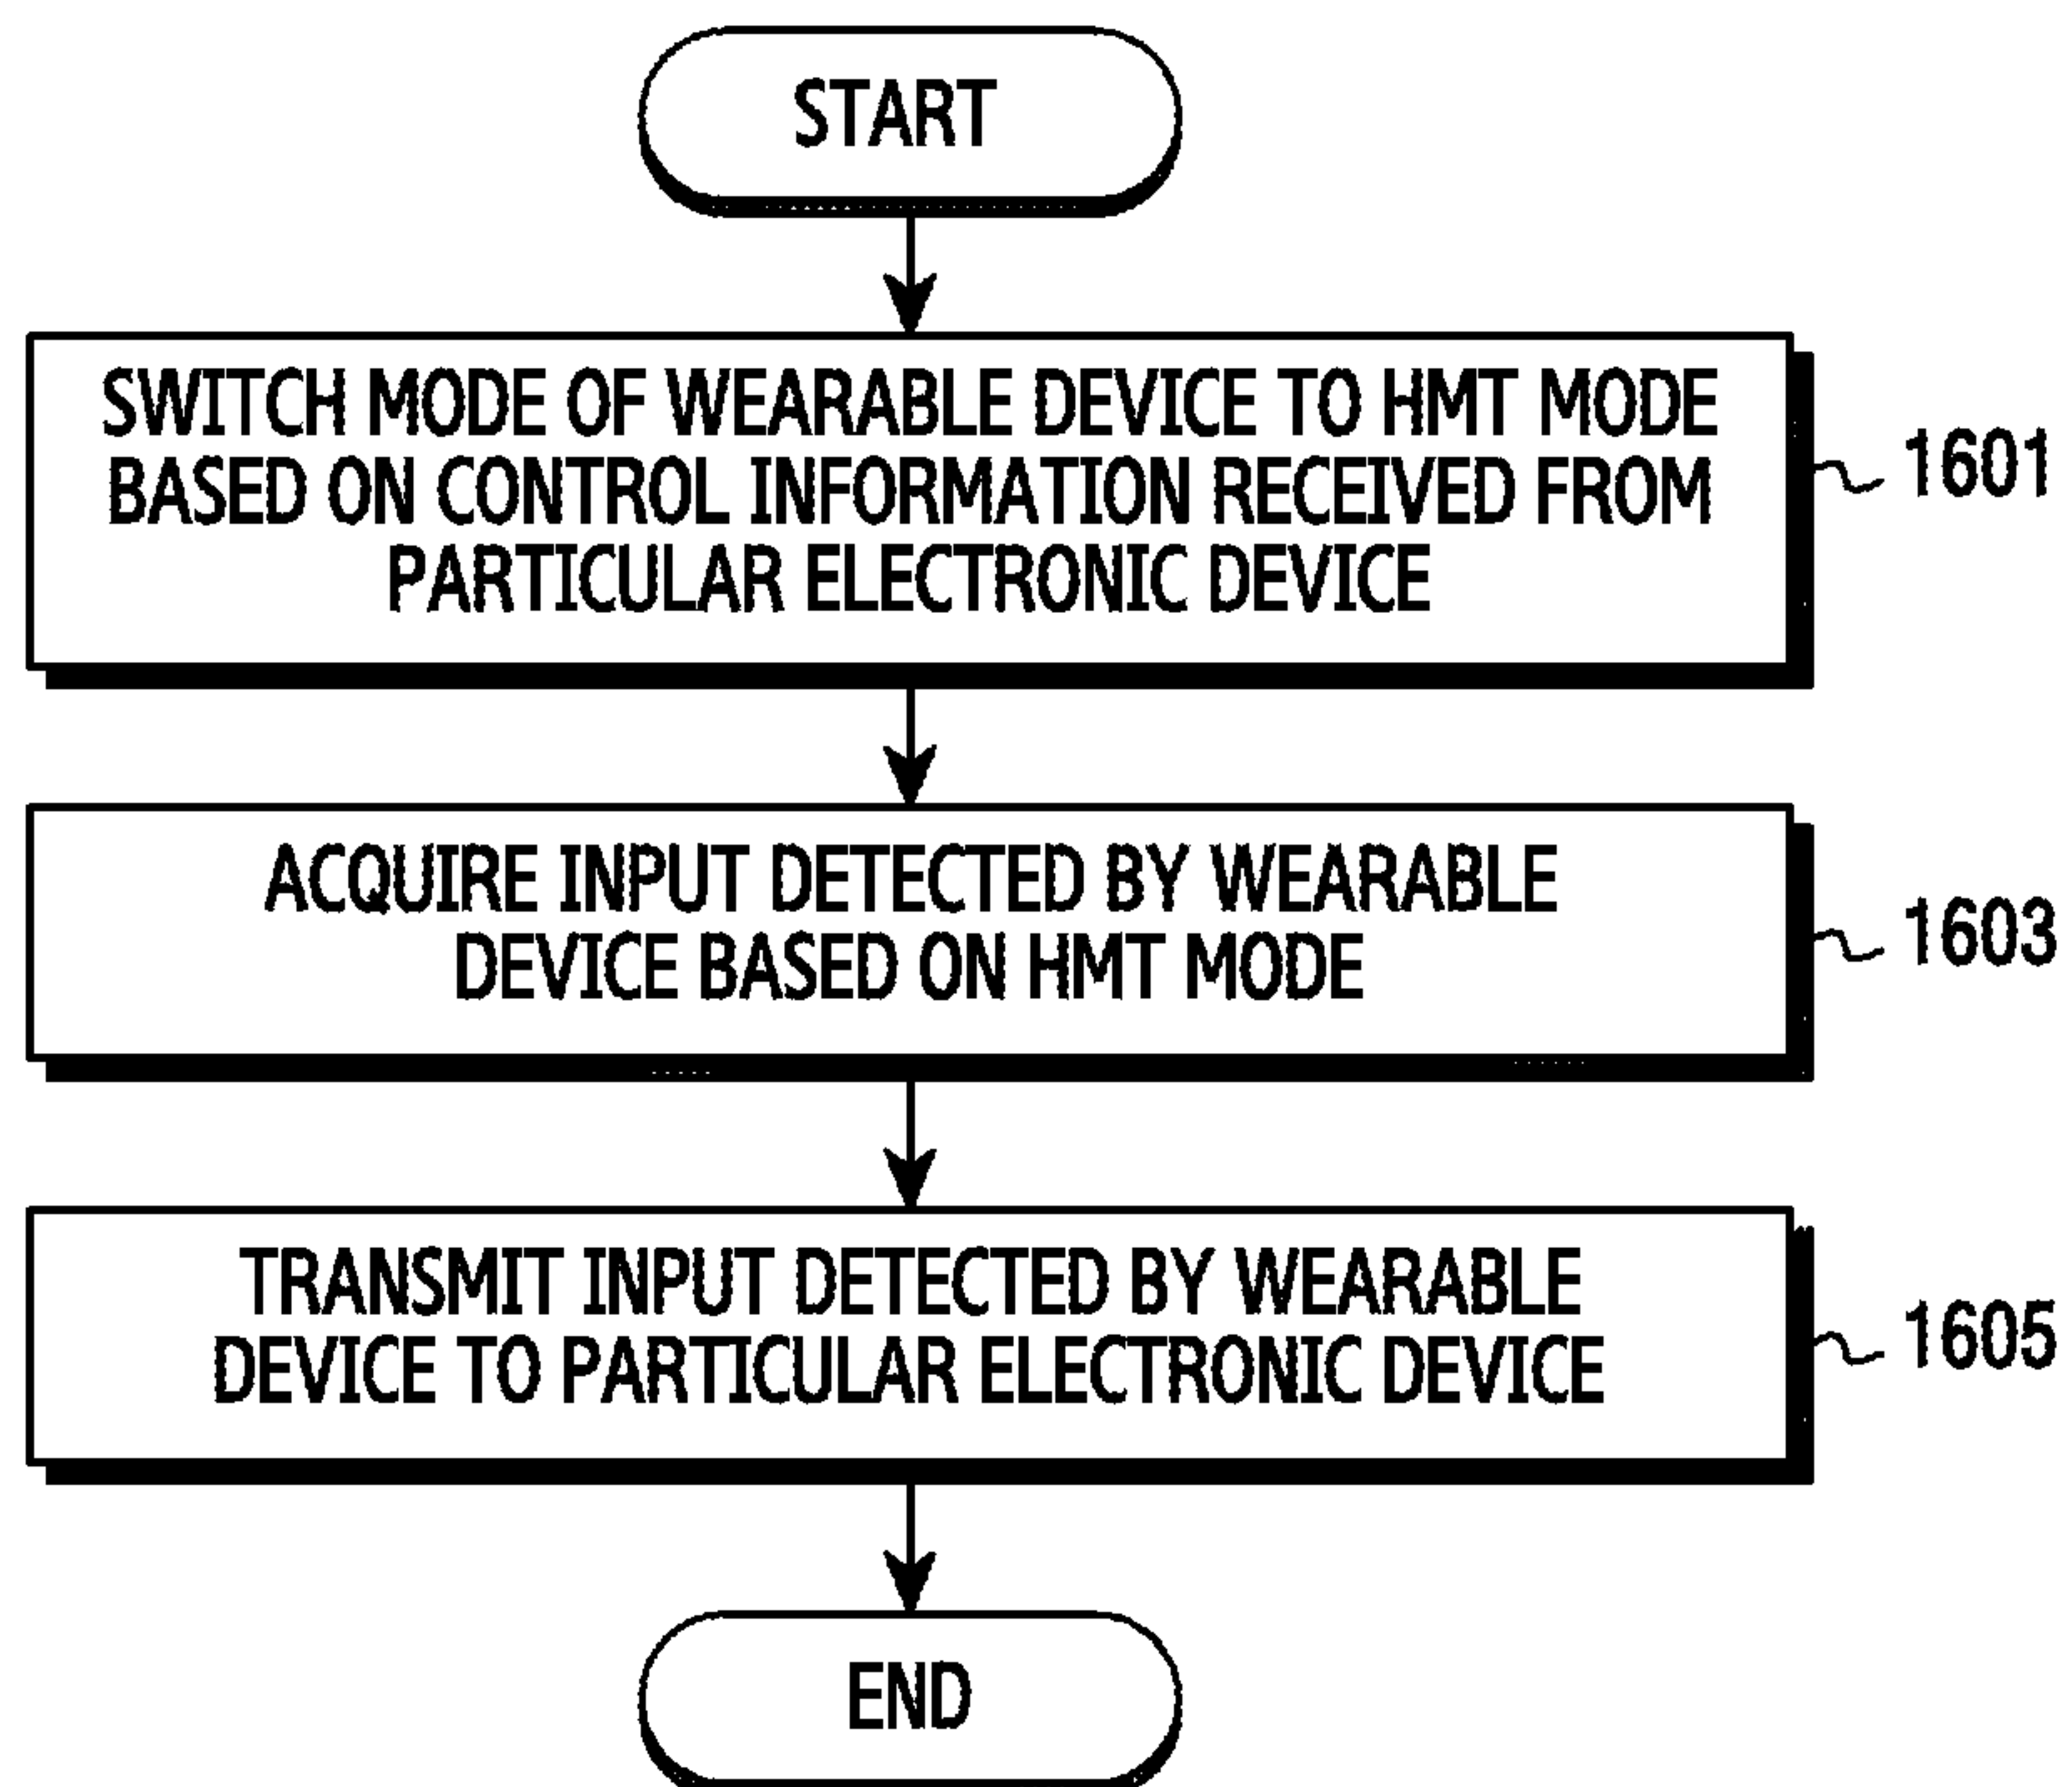 START
SWITCH MODE OF WEARABLE DEVICE TO HMT MODE
BASED ON CONTROL INFORMATION RECEIVED FROM
PARTICULAR ELECTRONIC DEVICE
1601
ACQUIRE INPUT DETECTED BY WEARABLE
DEVICE BASED ON HMT MODE
1603
TRANSMIT INPUT DETECTED BY WEARABLE
DEVICE TO PARTICULAR ELECTRONIC DEVICE
1605
END